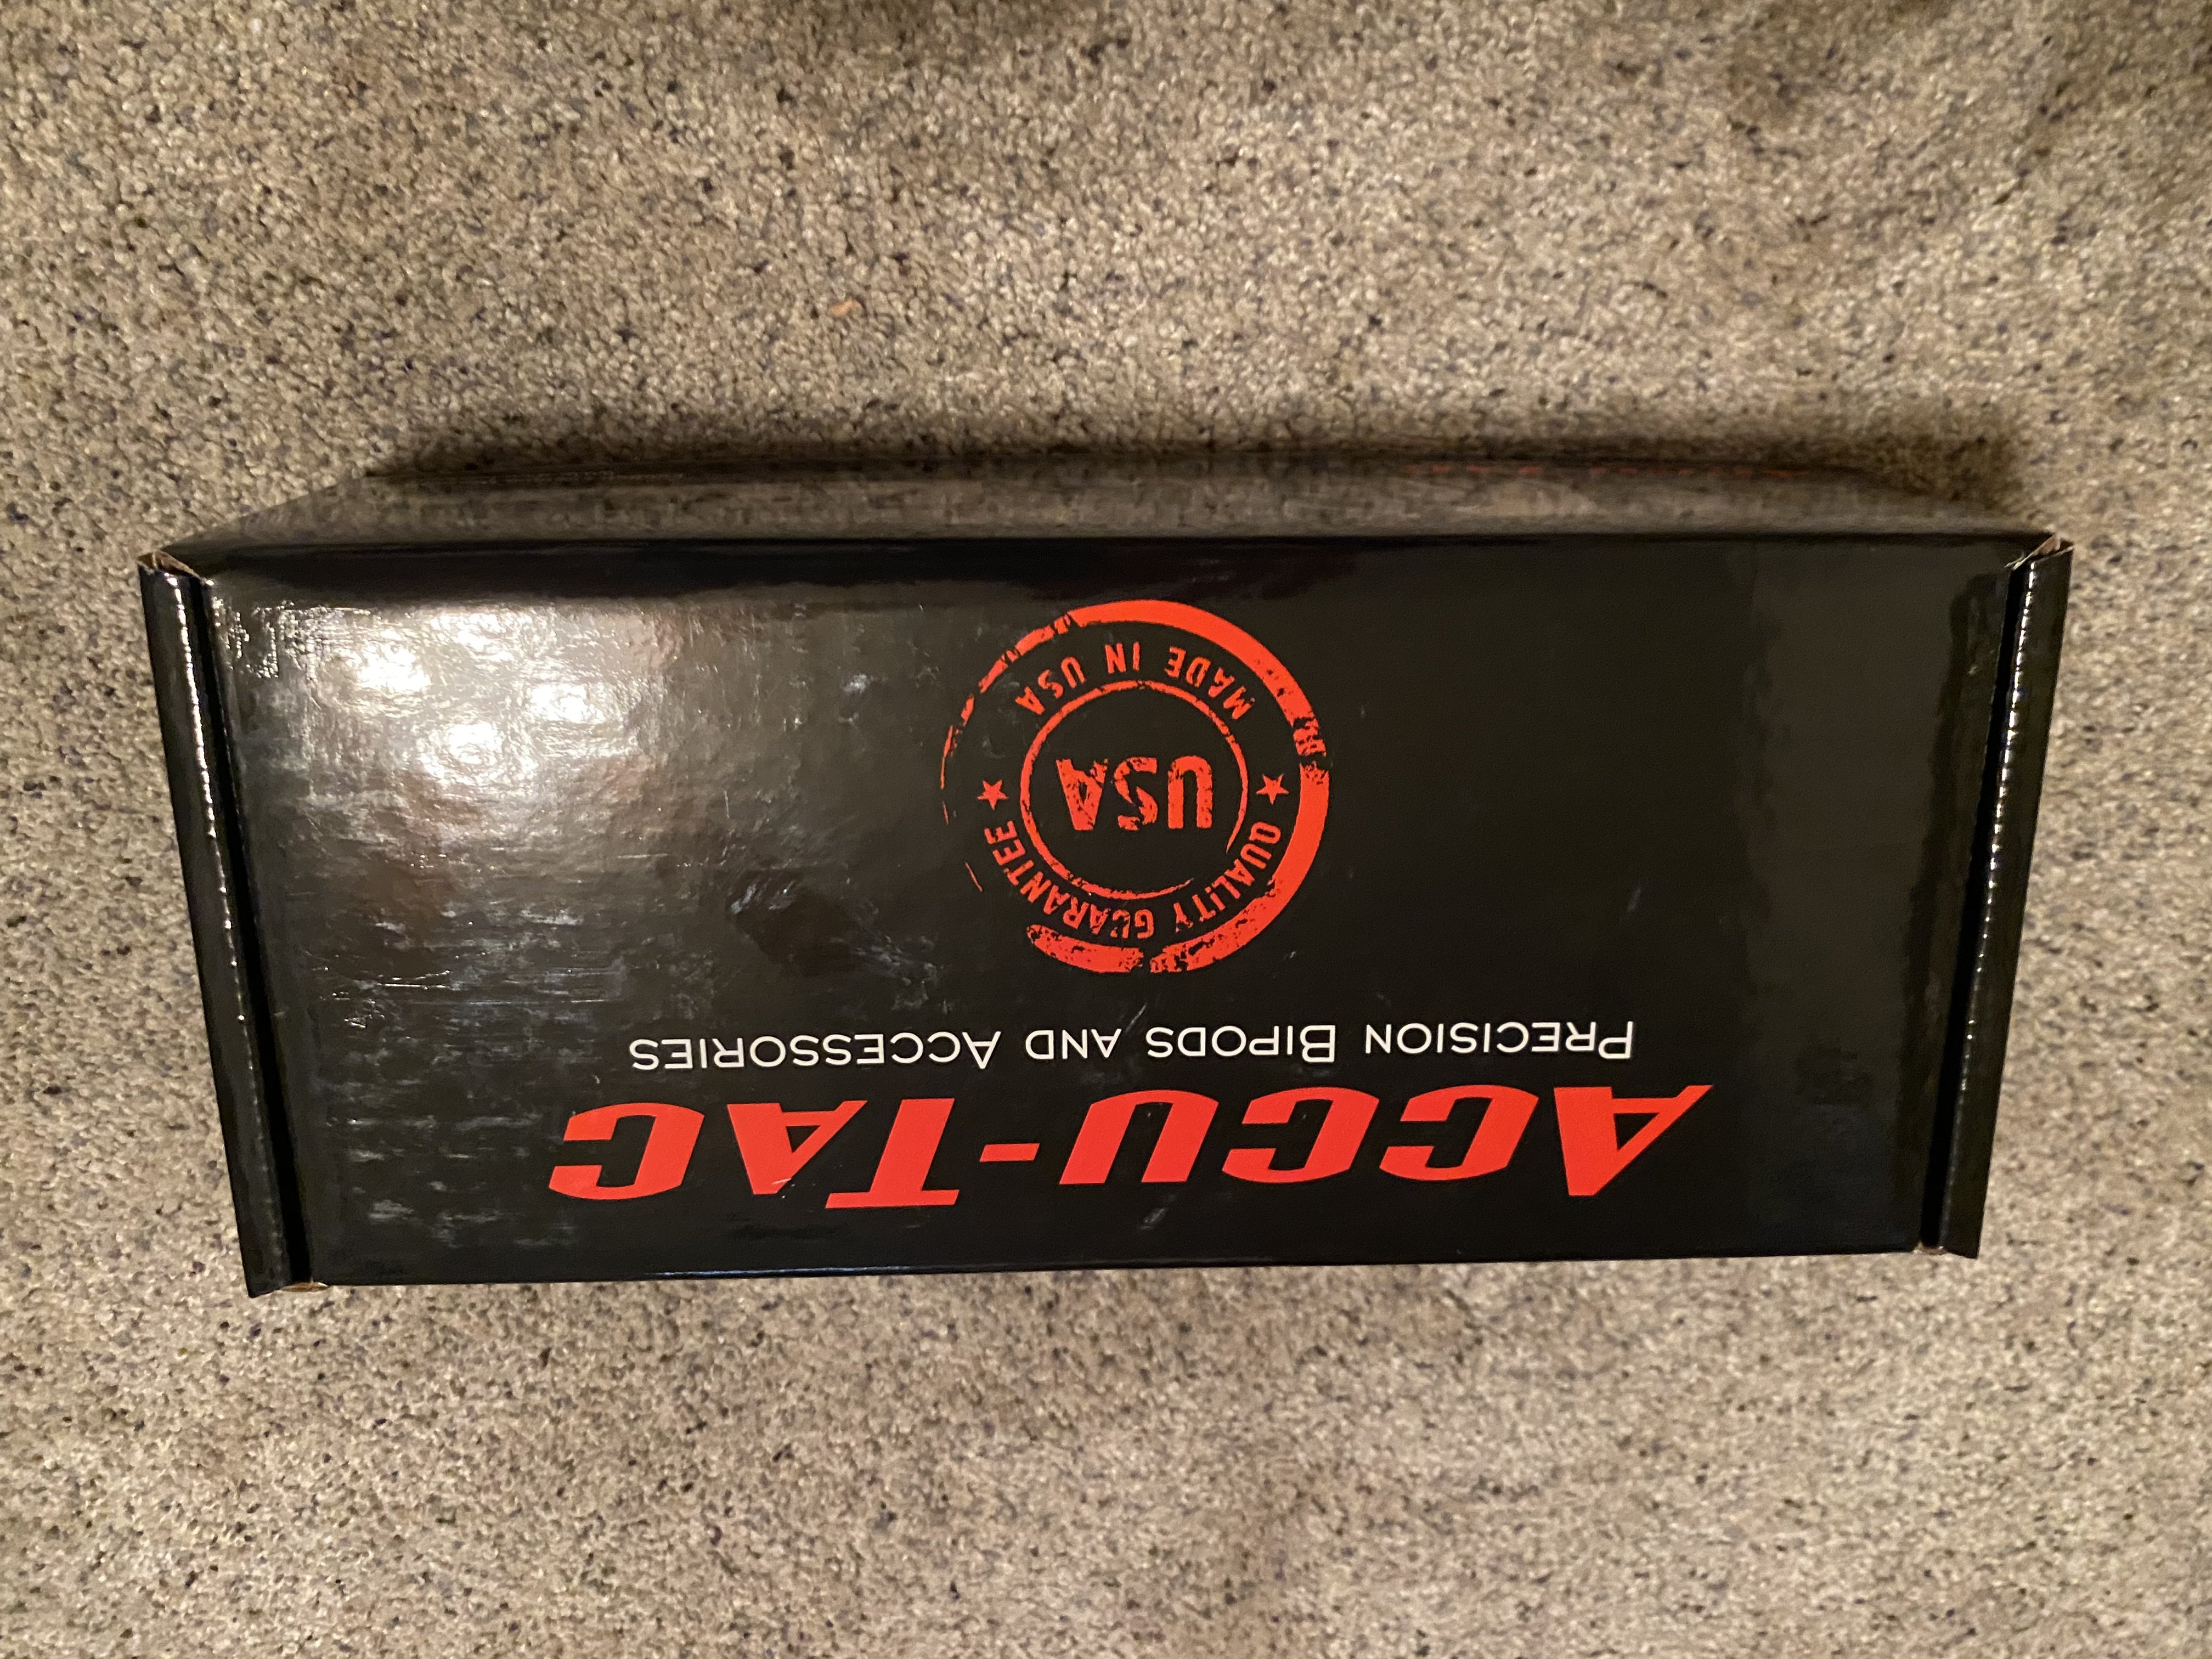 ACCU-TAC
PRECISION BIPODS AND ACCESSORIES
QUALITY GUARANTEE
USA
MADE IN USA